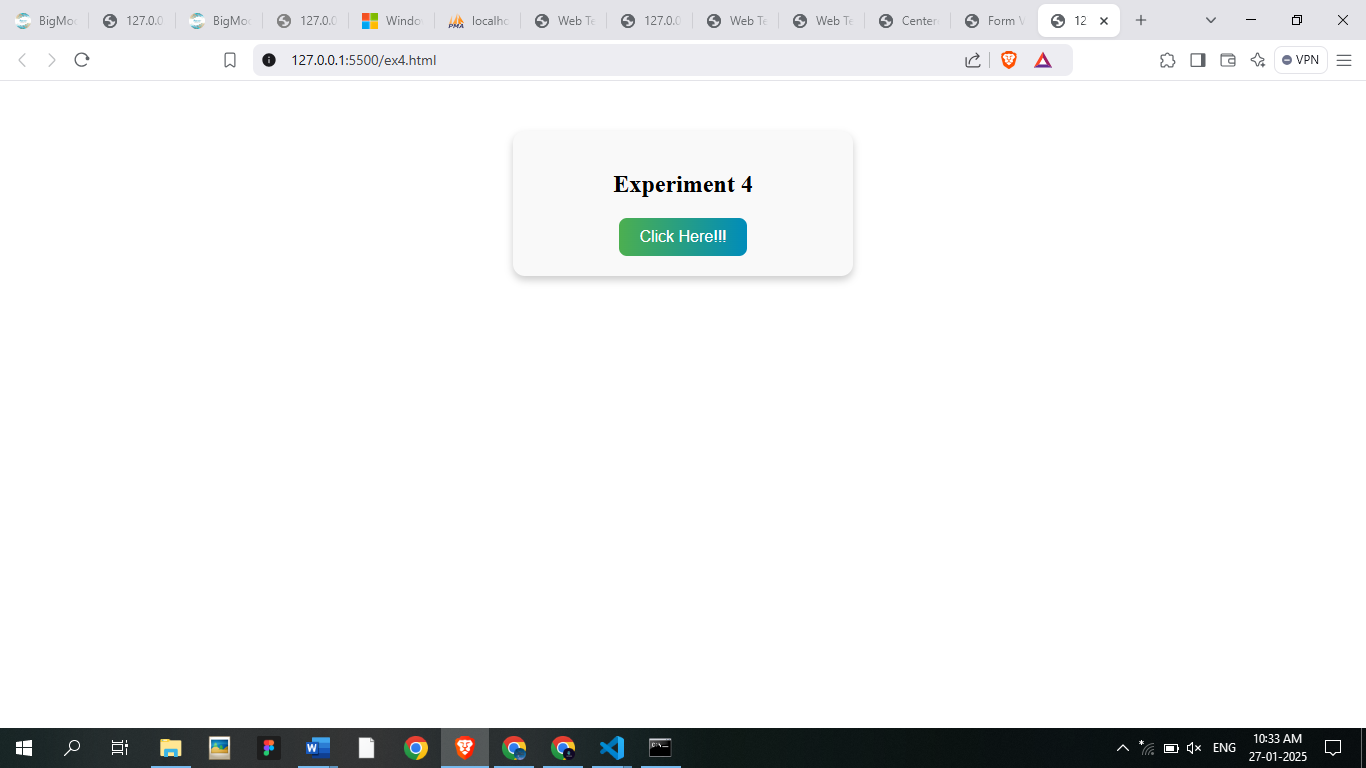 BigMo
127.0.0
BigMo
127.0.0
Windo
localho
Web Te
127.0.0
Web Te
Web Te
Center
Form V
12
127.0.0.1:5500/ex4.html
VPN
Experiment 4
Click Here!!!
ENG
10:33 AM
27-01-2025